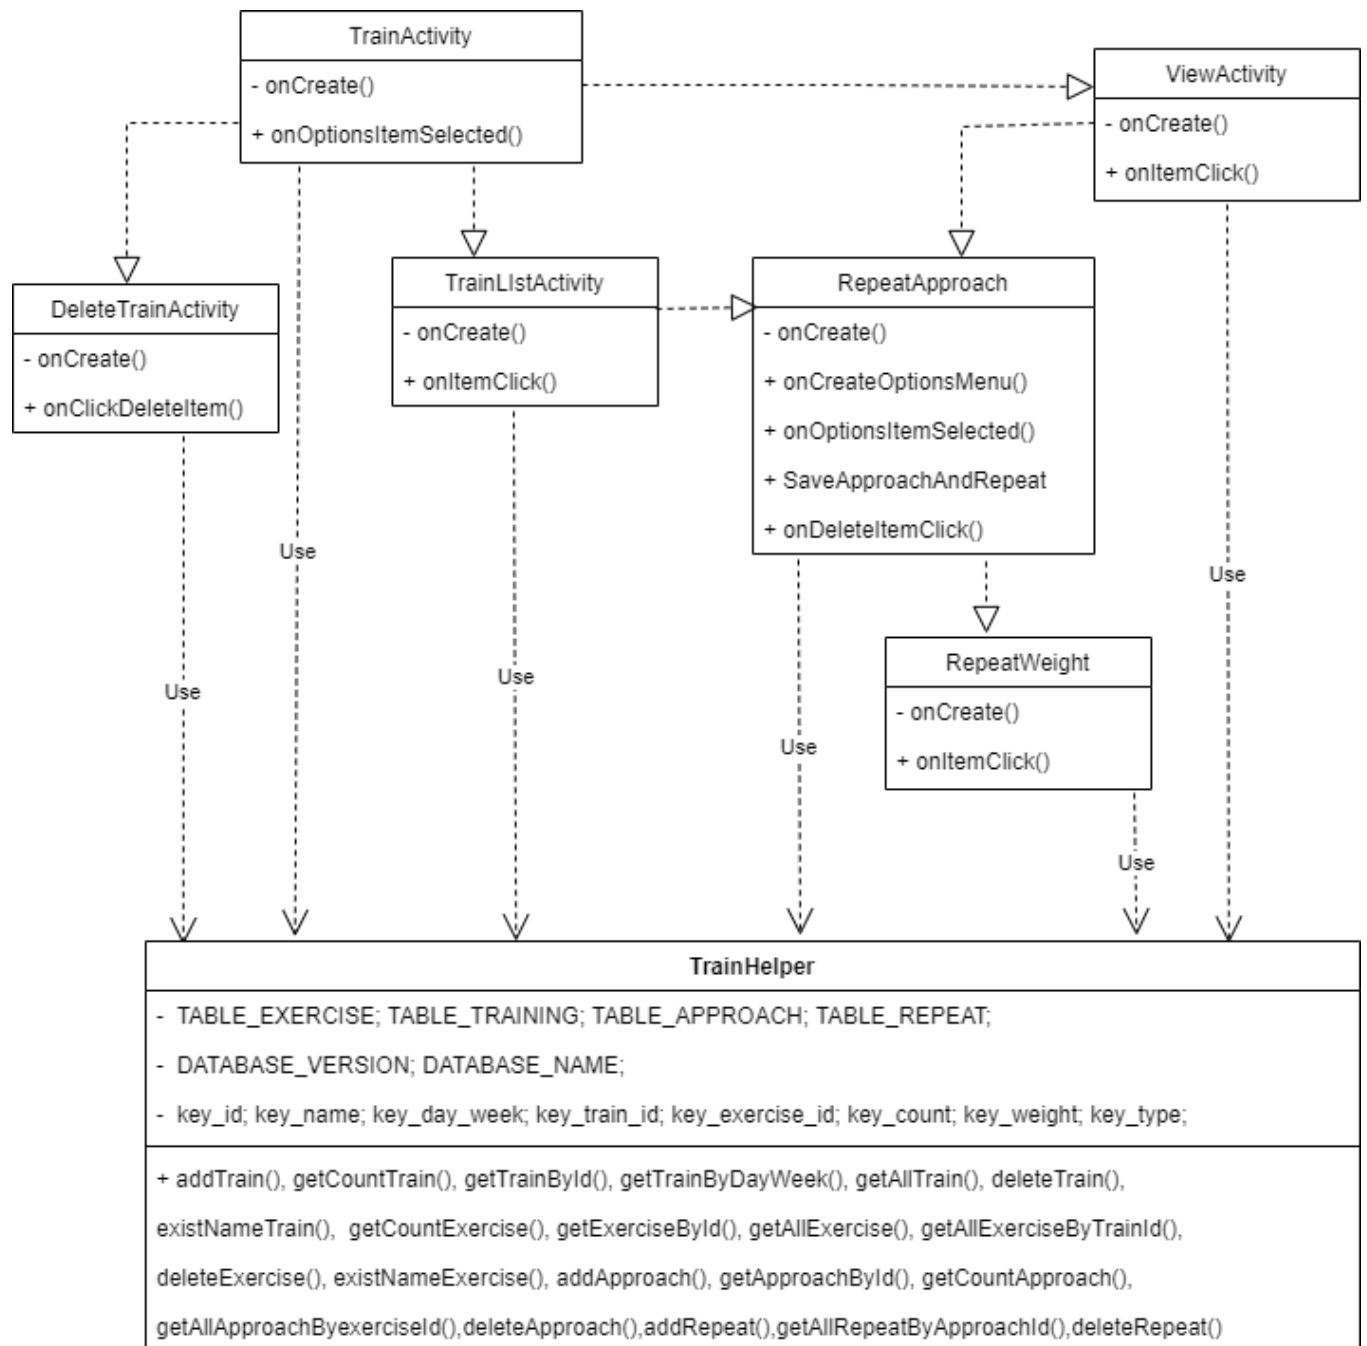 TrainActivity
- onCreate()
+ onOptionsItemSelected()
ViewActivity
- onCreate()
+ onItemClick()
DeleteTrainActivity
- onCreate()
+ onClickDeleteItem()
TrainLIstActivity
- onCreate()
+ onItemClick()
RepeatApproach
- onCreate()
+ onCreateOptionsMenu()
+ onOptionsItemSelected()
+ SaveApproachAndRepeat
+ onDeleteItemClick()
Use
Use
RepeatWeight
- onCreate()
+ onItemClick()
Use
Use
Use
Use
TrainHelper
- TABLE_EXERCISE; TABLE_TRAINING; TABLE_APPROACH; TABLE_REPEAT;
- DATABASE_VERSION; DATABASE_NAME;
- key_id; key_name; key_day_week; key_train_id; key_exercise_id; key_count; key_weight; key_type;
+ addTrain(), getCountTrain(), getTrainById(), getTrainByDayWeek(), getAllTrain(), deleteTrain(),
existNameTrain(), getCountExercise(), getExerciseById(), getAllExercise(), getAllExerciseByTrainId(),
deleteExercise(), existNameExercise(), addApproach(), getApproachById(), getCountApproach(),
getAllApproachByexerciseId(),deleteApproach(),addRepeat(),getAllRepeatByApproachId(),deleteRepeat()